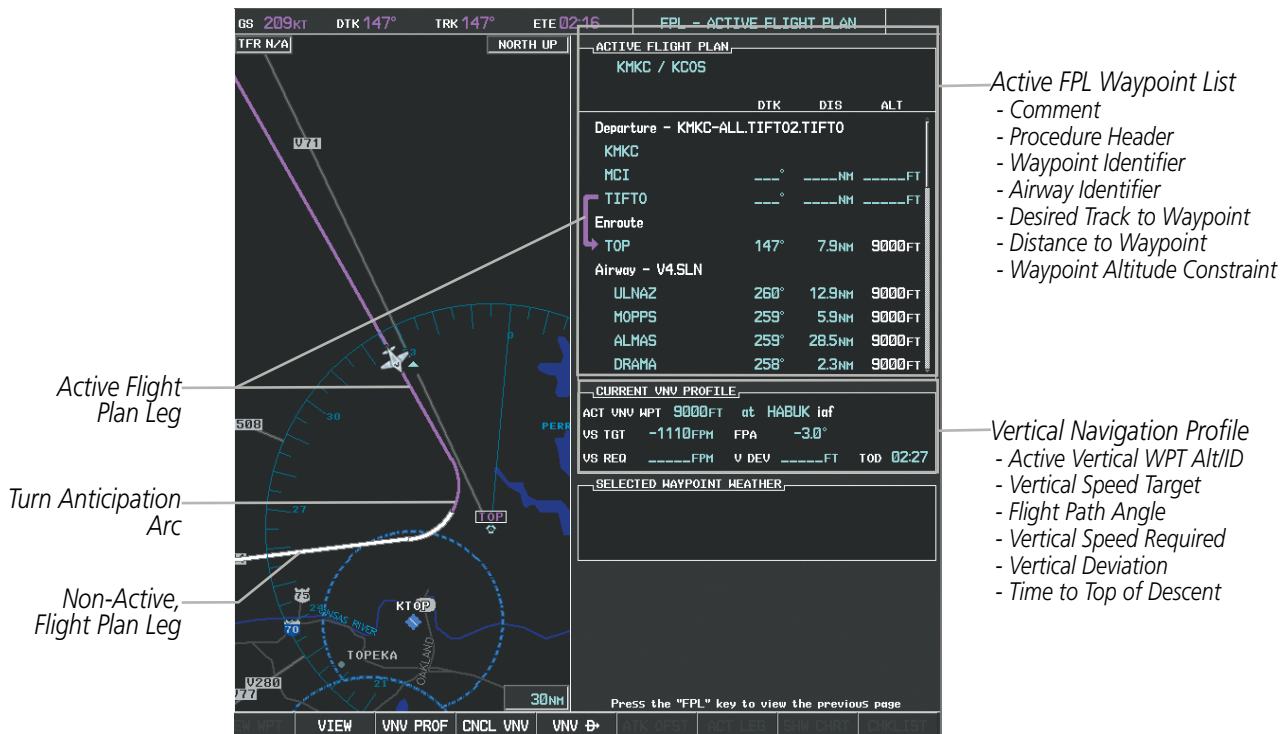 GS 209KT DTK 147° TRK 147° ETE 02:16 FPL - ACTIVE FLIGHT PLAN
TFR N/A NORTH UP
ACTIVE FLIGHT PLAN
KMKC / KCOS
DTK DIS ALT
Departure - KMKC-ALL.TIFTO2.TIFTO
KMKC
MCI ___° ____NM _____FT
TIFTO ___° ____NM _____FT
Enroute
TOP 147° 7.9NM 9000FT
Airway - V4.SLN
ULNAZ 260° 12.9NM 9000FT
MOPPS 259° 5.9NM 9000FT
ALMAS 259° 28.5NM 9000FT
DRAMA 258° 2.3NM 9000FT
CURRENT VNV PROFILE
ACT VNV WPT 9000FT at HABUK iaf
VS TGT -1110FPM FPA -3.0°
VS REQ _____FPM V DEV _____FT TOD 02:27
SELECTED WAYPOINT WEATHER
Press the "FPL" key to view the previous page
V71
0
3
30
508
PERR
27
TOP
75
24
KANSAS RIVER
KTOP
70
TOPEKA
OAKLAND
21
V280
V77
30NM
EW WPT VIEW VNV PROF CNCL VNV VNV D→ ATK OFST ACT LEG SHW CHRT CHKLIST
Active Flight
Plan Leg
Turn Anticipation
Arc
Non-Active,
Flight Plan Leg
Active FPL Waypoint List
- Comment
- Procedure Header
- Waypoint Identifier
- Airway Identifier
- Desired Track to Waypoint
- Distance to Waypoint
- Waypoint Altitude Constraint
Vertical Navigation Profile
- Active Vertical WPT Alt/ID
- Vertical Speed Target
- Flight Path Angle
- Vertical Speed Required
- Vertical Deviation
- Time to Top of Descent